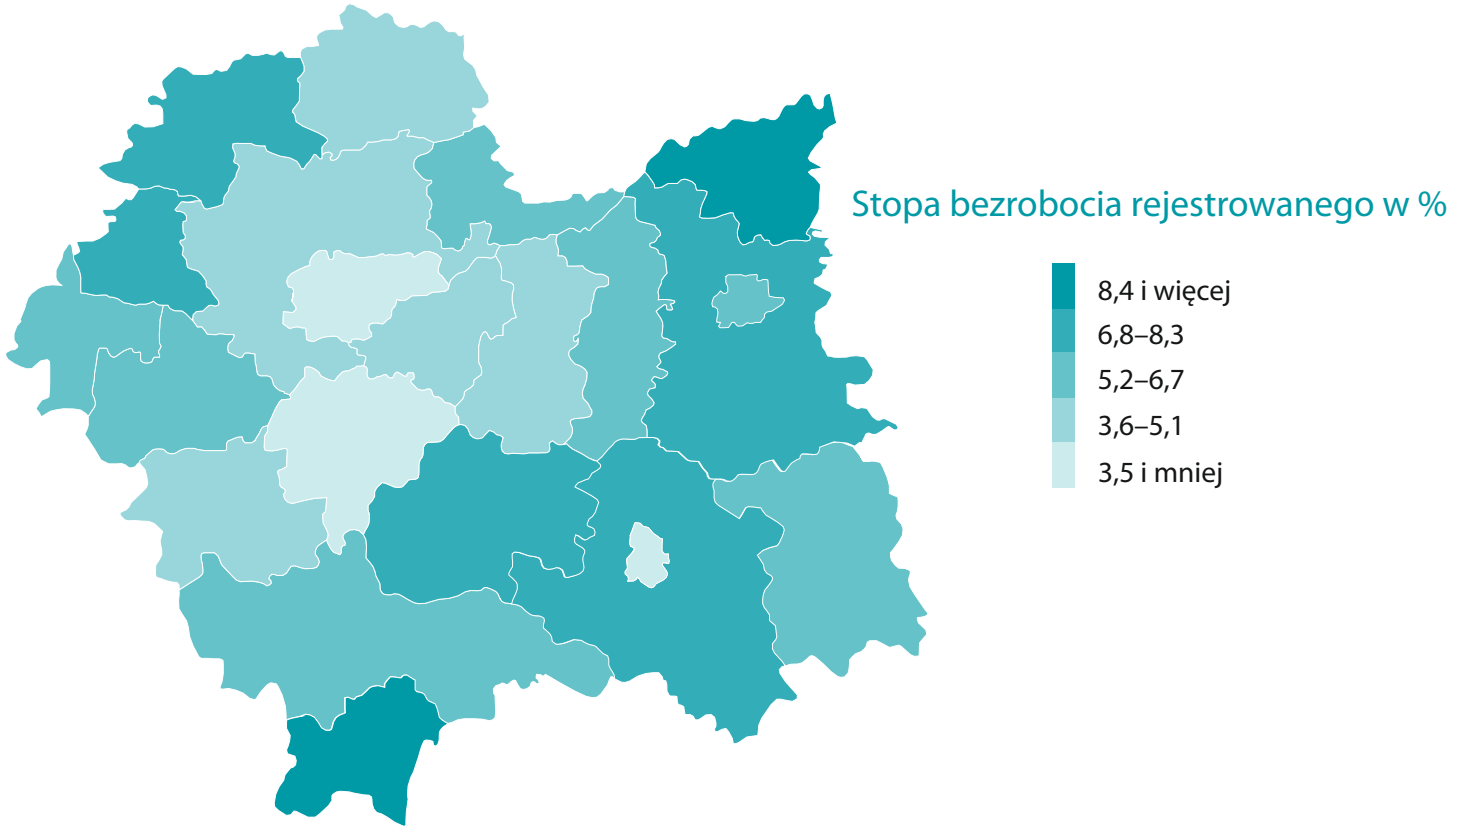 Stopa bezrobocia rejestrowanego w %
8,4 i więcej
6,8–8,3
5,2–6,7
3,6–5,1
3,5 i mniej